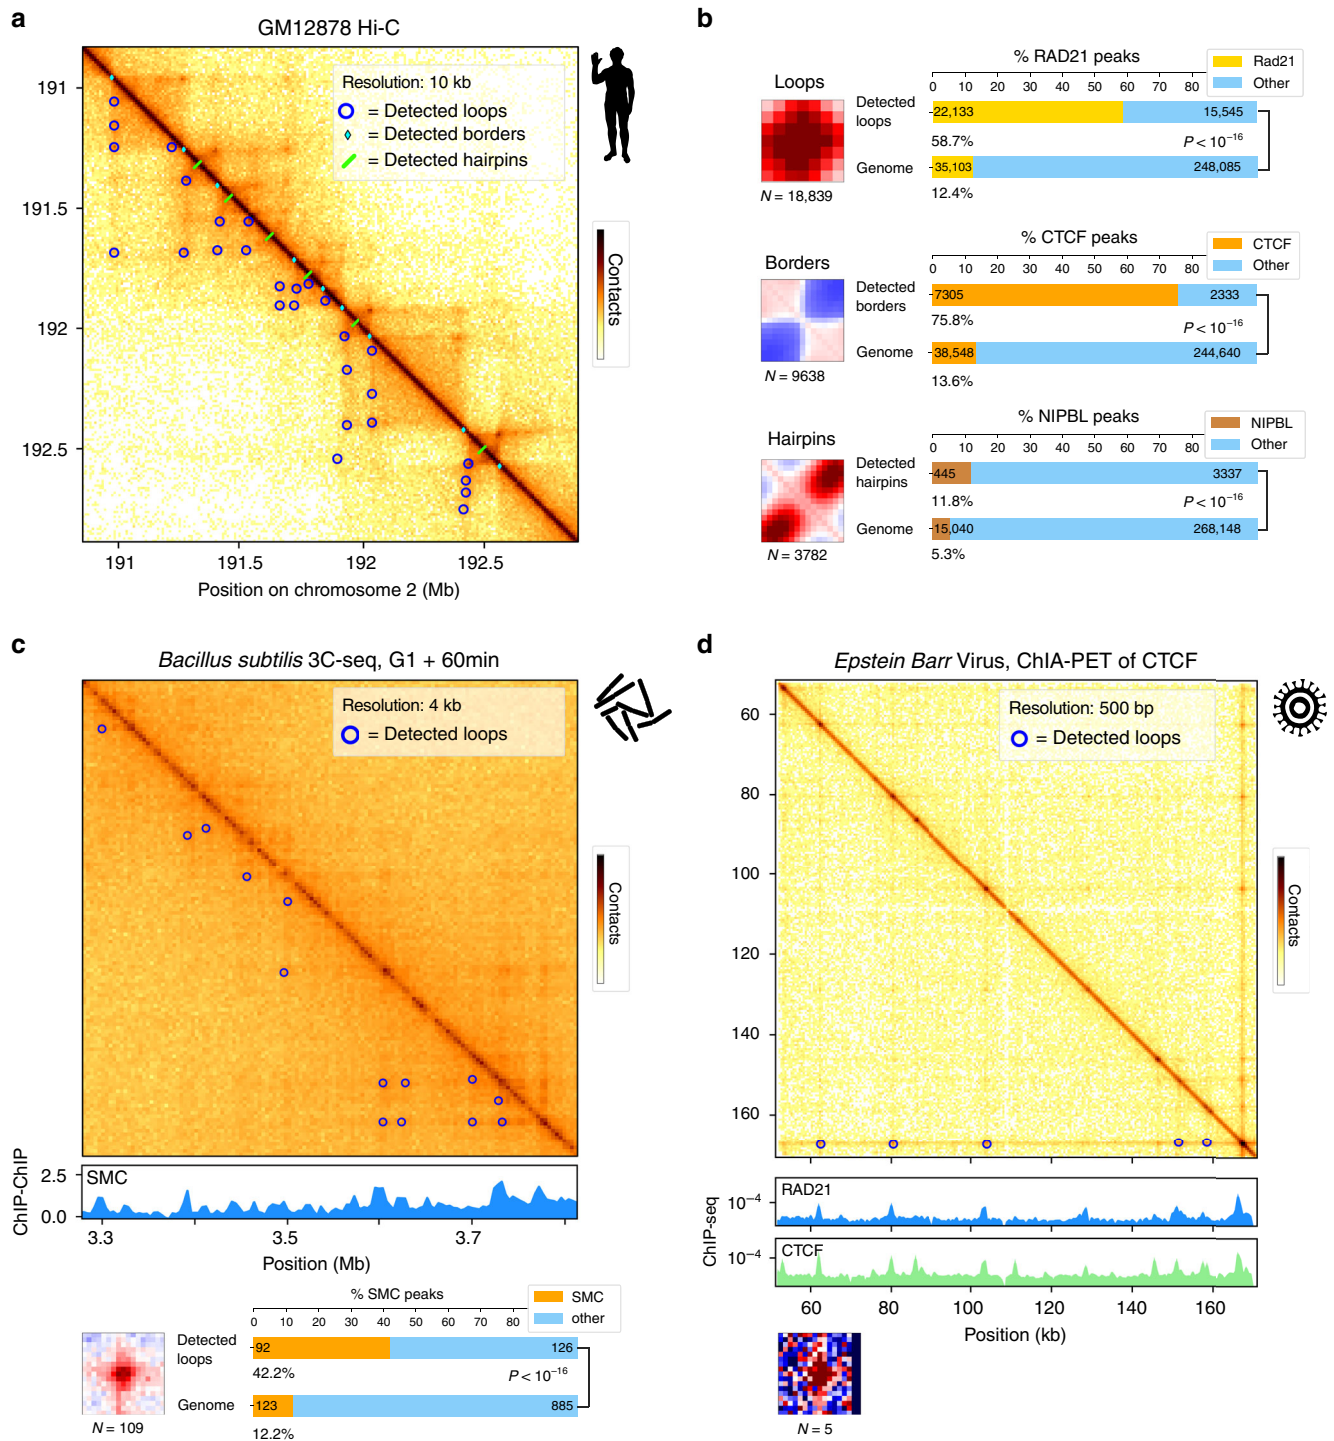 a
GM12878 Hi-C
Resolution: 10 kb
= Detected loops
= Detected borders
= Detected hairpins
191
191.5
192
192.5
Contacts
191 191.5 192 192.5
Position on chromosome 2 (Mb)
b
Loops
N = 18,839
% RAD21 peaks
Rad21
Other
0 10 20 30 40 50 60 70 80
Detected loops
22,133 15,545
58.7% P < 10⁻¹⁶
Genome
35,103 248,085
12.4%
Borders
N = 9638
% CTCF peaks
CTCF
Other
0 10 20 30 40 50 60 70 80
Detected borders
7305 2333
75.8% P < 10⁻¹⁶
Genome
38,548 244,640
13.6%
Hairpins
N = 3782
% NIPBL peaks
NIPBL
Other
0 10 20 30 40 50 60 70 80
Detected hairpins
445 3337
11.8% P < 10⁻¹⁶
Genome
15,040 268,148
5.3%
c
Bacillus subtilis 3C-seq, G1 + 60min
Resolution: 4 kb
= Detected loops
Contacts
ChIP-ChIP
2.5
0.0
SMC
3.3 3.5 3.7
Position (Mb)
% SMC peaks
SMC
other
0 10 20 30 40 50 60 70 80
Detected loops
92 126
42.2% P < 10⁻¹⁶
Genome
123 885
12.2%
N = 109
d
Epstein Barr Virus, ChIA-PET of CTCF
Resolution: 500 bp
= Detected loops
60
80
100
120
140
160
Contacts
ChIP-seq
10⁻⁴
RAD21
10⁻⁴
CTCF
60 80 100 120 140 160
Position (kb)
N = 5